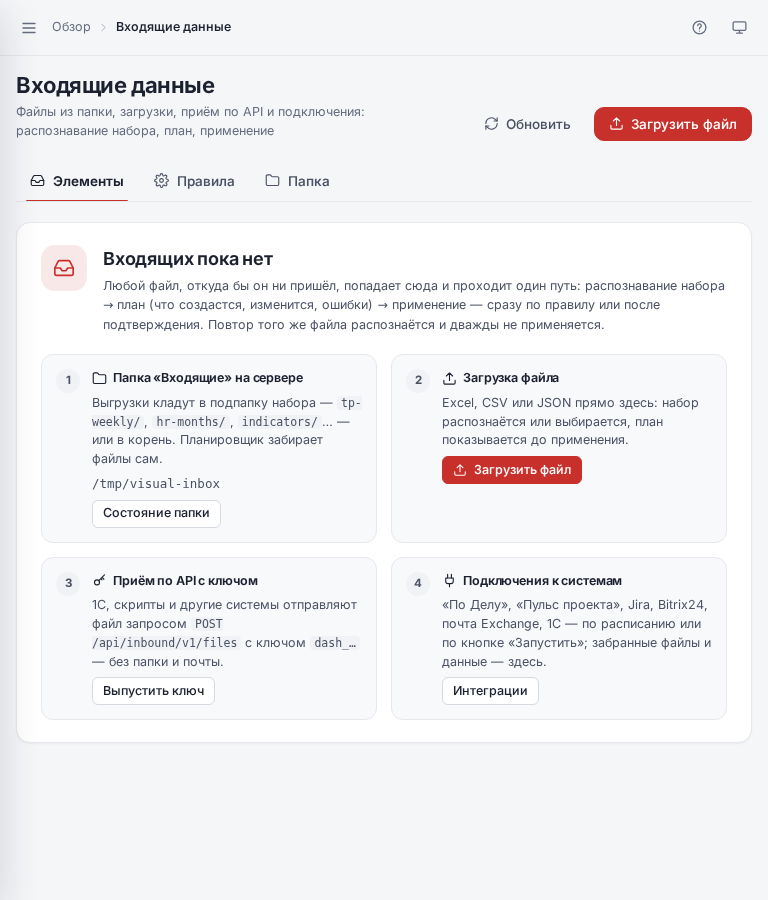 Обзор
Входящие данные
Входящие данные
Файлы из папки, загрузки, приём по API и подключения:
распознавание набора, план, применение
Обновить
Загрузить файл
Элементы
Правила
Папка
Входящих пока нет
Любой файл, откуда бы он ни пришёл, попадает сюда и проходит один путь: распознавание набора
→ план (что создастся, изменится, ошибки) → применение — сразу по правилу или после
подтверждения. Повтор того же файла распознаётся и дважды не применяется.
1
Папка «Входящие» на сервере
Выгрузки кладут в подпапку набора — tp-
weekly/, hr-months/, indicators/… —
или в корень. Планировщик забирает
файлы сам.
/tmp/visual-inbox
Состояние папки
2
Загрузка файла
Excel, CSV или JSON прямо здесь: набор
распознаётся или выбирается, план
показывается до применения.
Загрузить файл
3
Приём по API с ключом
1С, скрипты и другие системы отправляют
файл запросом POST
/api/inbound/v1/files с ключом dash_…
— без папки и почты.
Выпустить ключ
4
Подключения к системам
«По Делу», «Пульс проекта», Jira, Bitrix24,
почта Exchange, 1С — по расписанию или
по кнопке «Запустить»; забранные файлы и
данные — здесь.
Интеграции